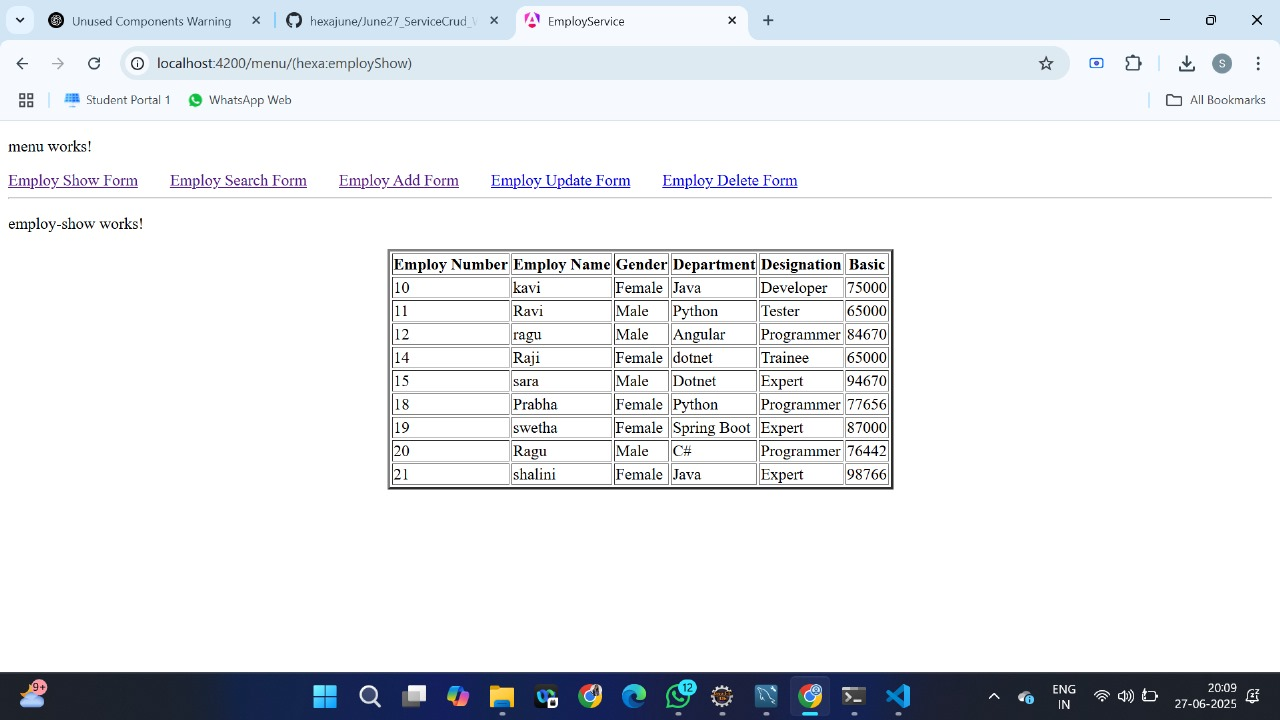 Unused Components Warning
hexajune/June27_ServiceCrud_
EmployService
localhost:4200/menu/(hexa:employShow)
S
Student Portal 1 WhatsApp Web All Bookmarks
menu works!
Employ Show Form Employ Search Form Employ Add Form Employ Update Form Employ Delete Form
employ-show works!
Employ Number Employ Name Gender Department Designation Basic
10 kavi Female Java Developer 75000
11 Ravi Male Python Tester 65000
12 ragu Male Angular Programmer 84670
14 Raji Female dotnet Trainee 65000
15 sara Male Dotnet Expert 94670
18 Prabha Female Python Programmer 77656
19 swetha Female Spring Boot Expert 87000
20 Ragu Male C# Programmer 76442
21 shalini Female Java Expert 98766
9+
12
ENG
IN
20:09
27-06-2025